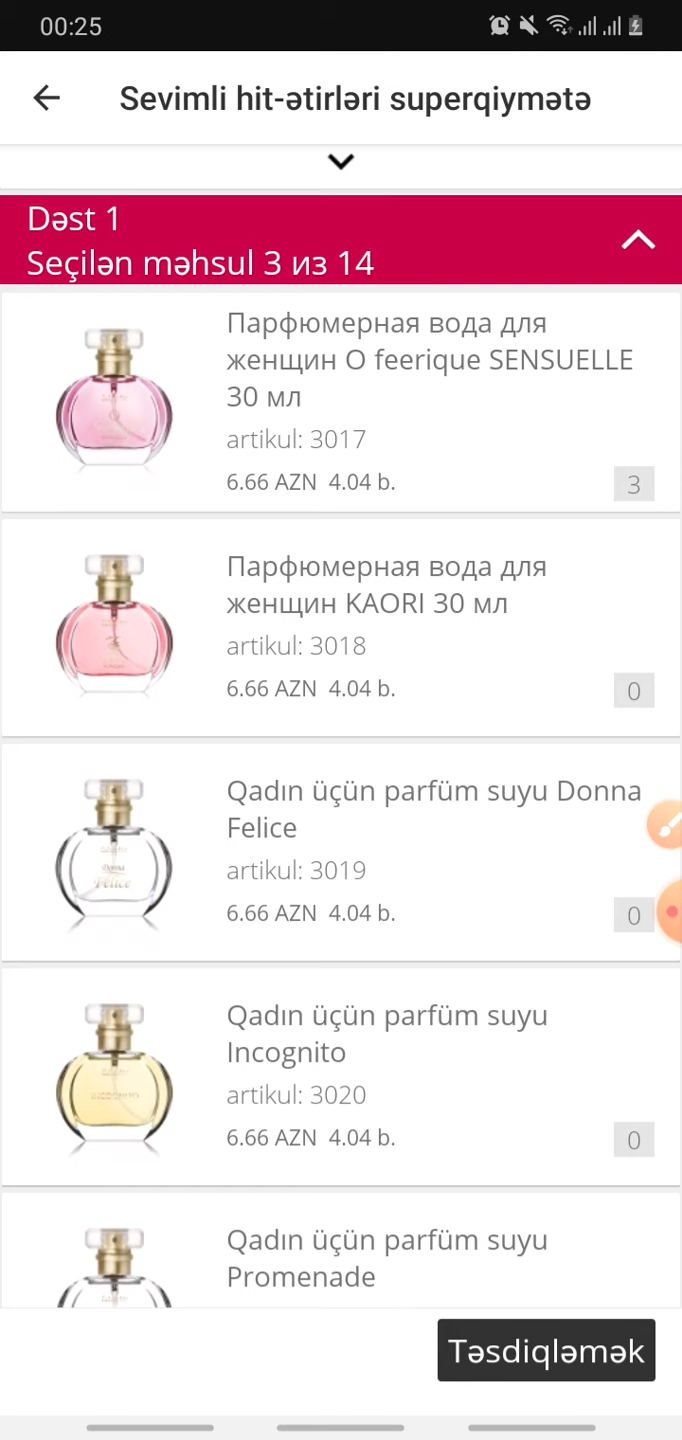 00:25
Sevimli hit-ətirləri superqiymətə
Dəst 1
Seçilən məhsul 3 из 14
Парфюмерная вода для
женщин O feerique SENSUELLE
30 мл
artikul: 3017
6.66 AZN 4.04 b.
3
Парфюмерная вода для
женщин KAORI 30 мл
artikul: 3018
6.66 AZN 4.04 b.
0
Donna
Felice
Qadın üçün parfüm suyu Donna
Felice
artikul: 3019
6.66 AZN 4.04 b.
0
INCOGNITO
Qadın üçün parfüm suyu
Incognito
artikul: 3020
6.66 AZN 4.04 b.
0
Qadın üçün parfüm suyu
Promenade
Təsdiqləmək